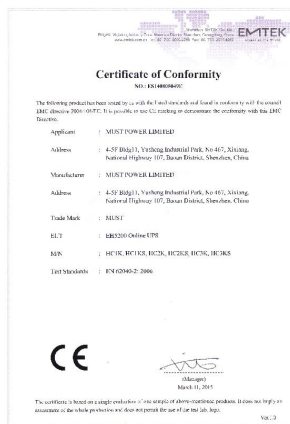 EMTEK
Certificate of Conformity
The following product has been tested by us with the listed standards and found in conformity with the council
EMC directive 2004/108/EC. It is possible to use CE marking to demonstrate the conformity with this EMC
Directive.
Applicant : MUST POWER LIMITED
Address : 4-5F Bldg11, Yusheng Industrial Park, No 467, Xixiang,
National Highway 107, Baoan District, Shenzhen, China
Manufacturer : MUST POWER LIMITED
Address : 4-5F Bldg11, Yusheng Industrial Park, No 467, Xixiang,
National Highway 107, Baoan District, Shenzhen, China
Trade Mark : MUST
EUT : EH5200 Online UPS
M/N : HC1K, HC1KS, HC2K, HC2KS, HC3K, HC3KS
Test Standards : EN 62040-2: 2006
CE
(Manager)
March 11, 2015
The certificate is based on a single evaluation of one sample of above-mentioned products. It does not imply an
assessment of the whole production and does not permit the use of the test lab. logo.